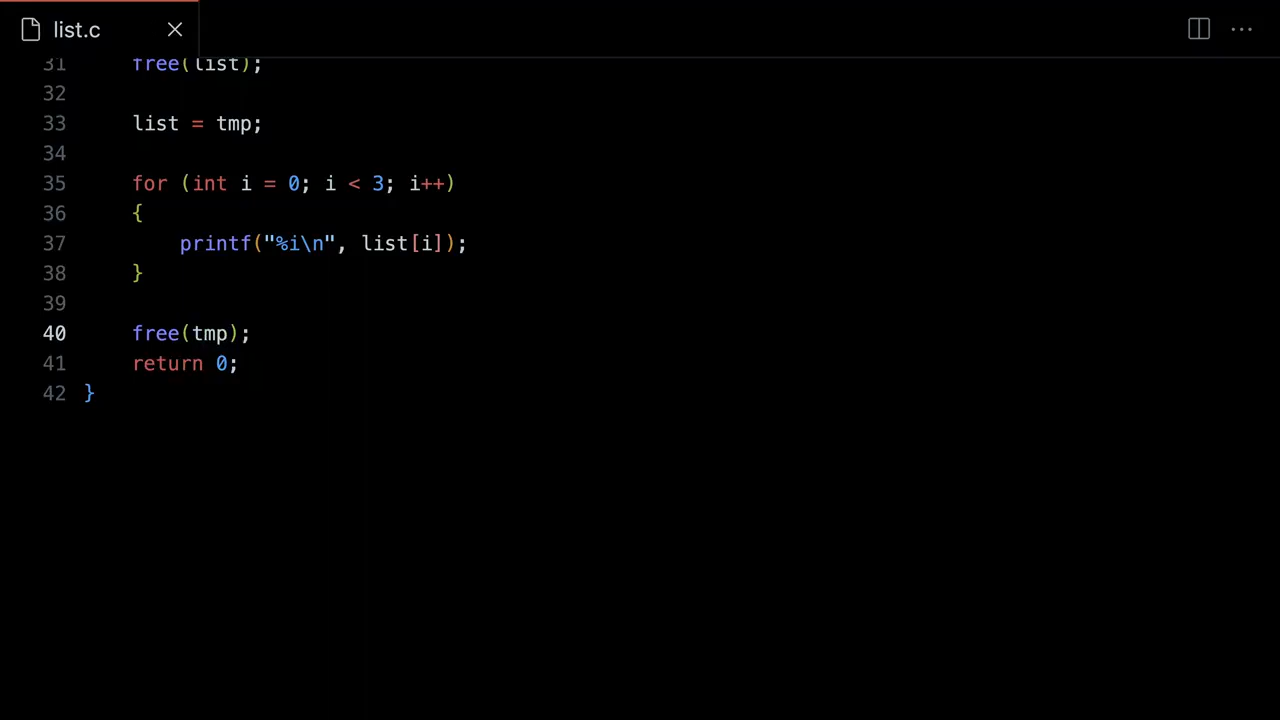 list.c
31 free(list);
32
33 list = tmp;
34
35 for (int i = 0; i < 3; i++)
36 {
37 printf("%i\n", list[i]);
38 }
39
40 free(tmp);
41 return 0;
42 }